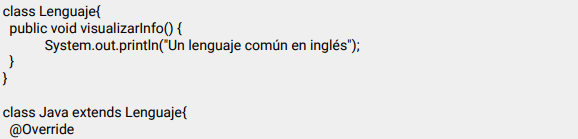 class Lenguaje{
public void visualizarInfo() {
System.out.println("Un lenguaje común en inglés");
}
}
class Java extends Lenguaje{
@Override